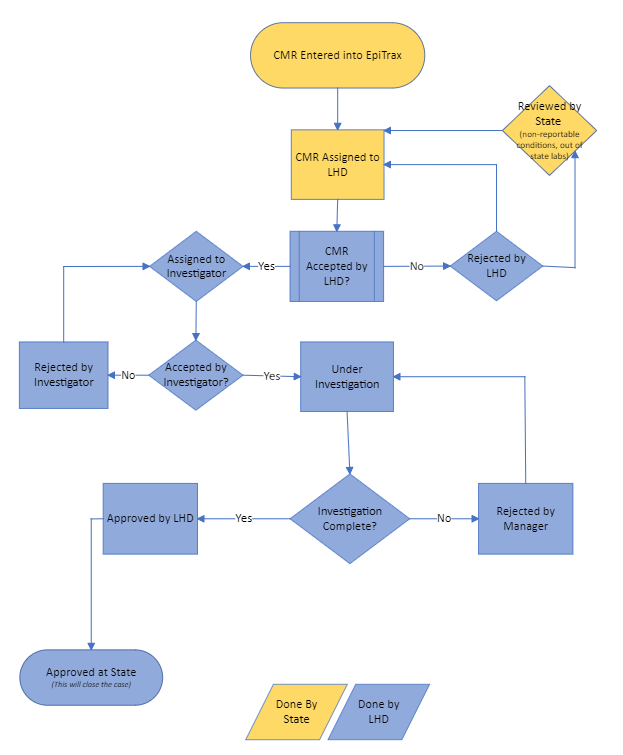 CMR Entered into EpiTrax
Reviewed by
State
(non-reportable
conditions, out of
state labs)
CMR Assigned to
LHD
Assigned to
Investigator
Yes
CMR
Accepted by
LHD?
No
Rejected by
LHD
Rejected by
Investigator
No
Accepted by
Investigator?
Yes
Under
Investigation
Approved by LHD
Yes
Investigation
Complete?
No
Rejected by
Manager
Approved at State
(This will close the case)
Done By
State
Done by
LHD